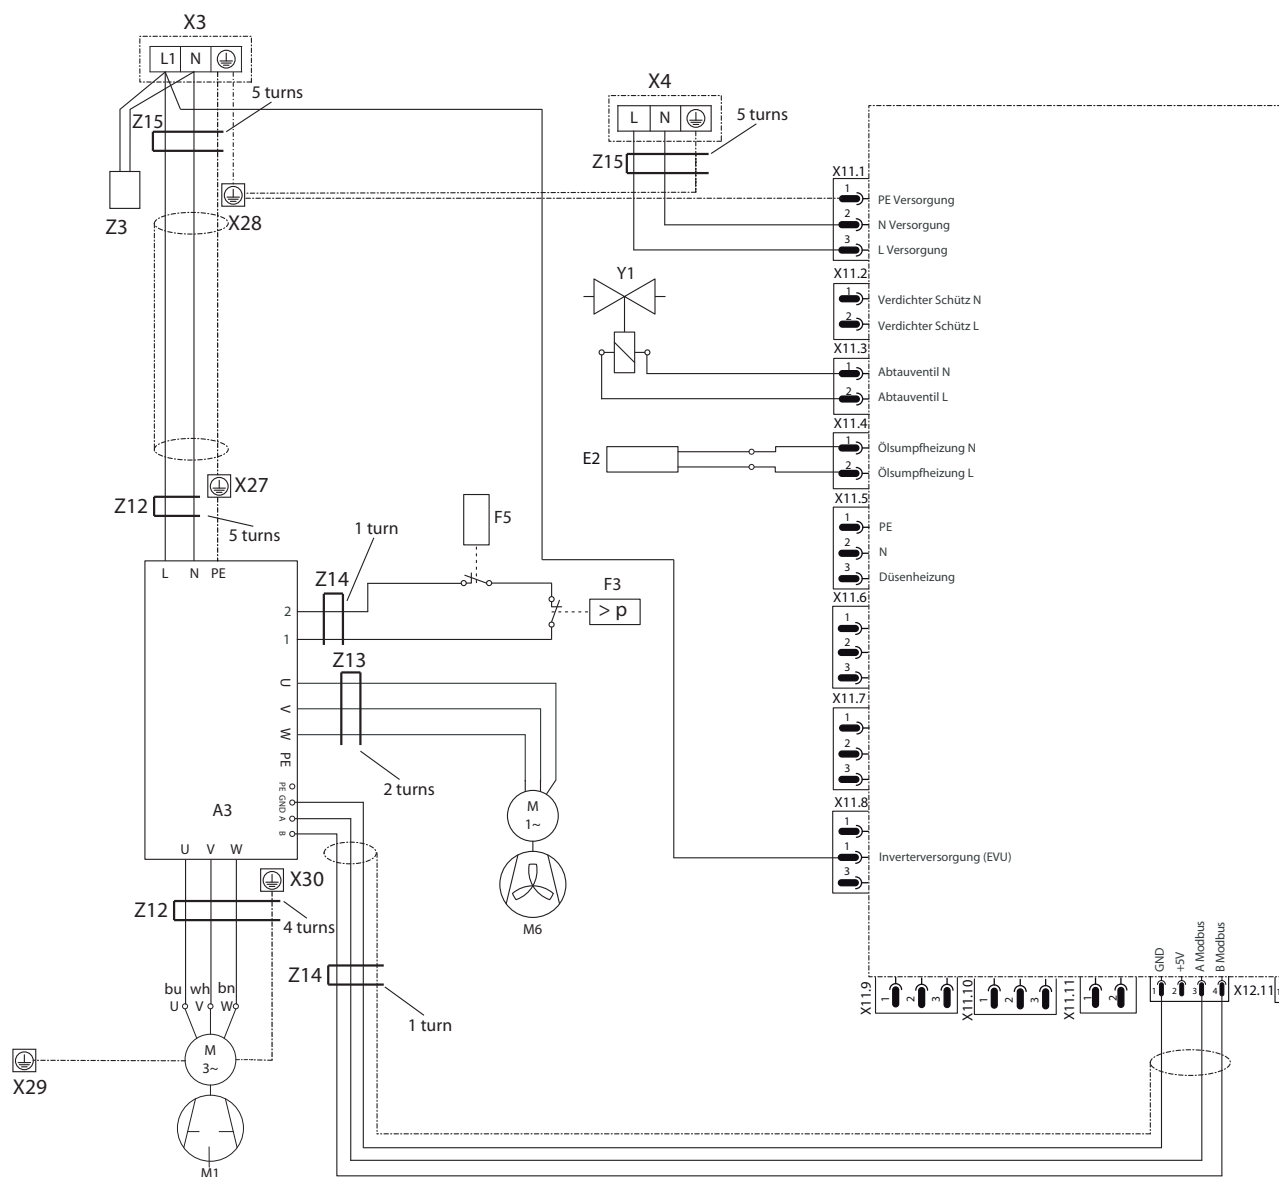 X3
L1 N
5 turns
Z15
Z3
X28
X4
L N
5 turns
Z15
X11.1
1 PE Versorgung
2 N Versorgung
3 L Versorgung
X11.2
1 Verdichter Schütz N
2 Verdichter Schütz L
Y1
X11.3
1 Abtauventil N
2 Abtauventil L
X11.4
E2
1 Ölsumpfheizung N
2 Ölsumpfheizung L
X11.5
1 PE
2 N
3 Düsenheizung
X11.6
1
2
3
X11.7
1
2
3
X11.8
1
1 Inverterversorgung (EVU)
3
X27
Z12
5 turns
L N PE
1 turn
F5
Z14
F3
> p
2
1
Z13
U
V
W
PE
2 turns
PE
GND
A
B
A3
U V W
M
1~
M6
X30
Z12
4 turns
Z14
1 turn
bu wh bn
U V W
M
3~
X29
M1
X11.9
1 2 3
X11.10
1 2 3
X11.11
1 2
GND
+5V
A Modbus
B Modbus
1 2 3 4
X12.11
1